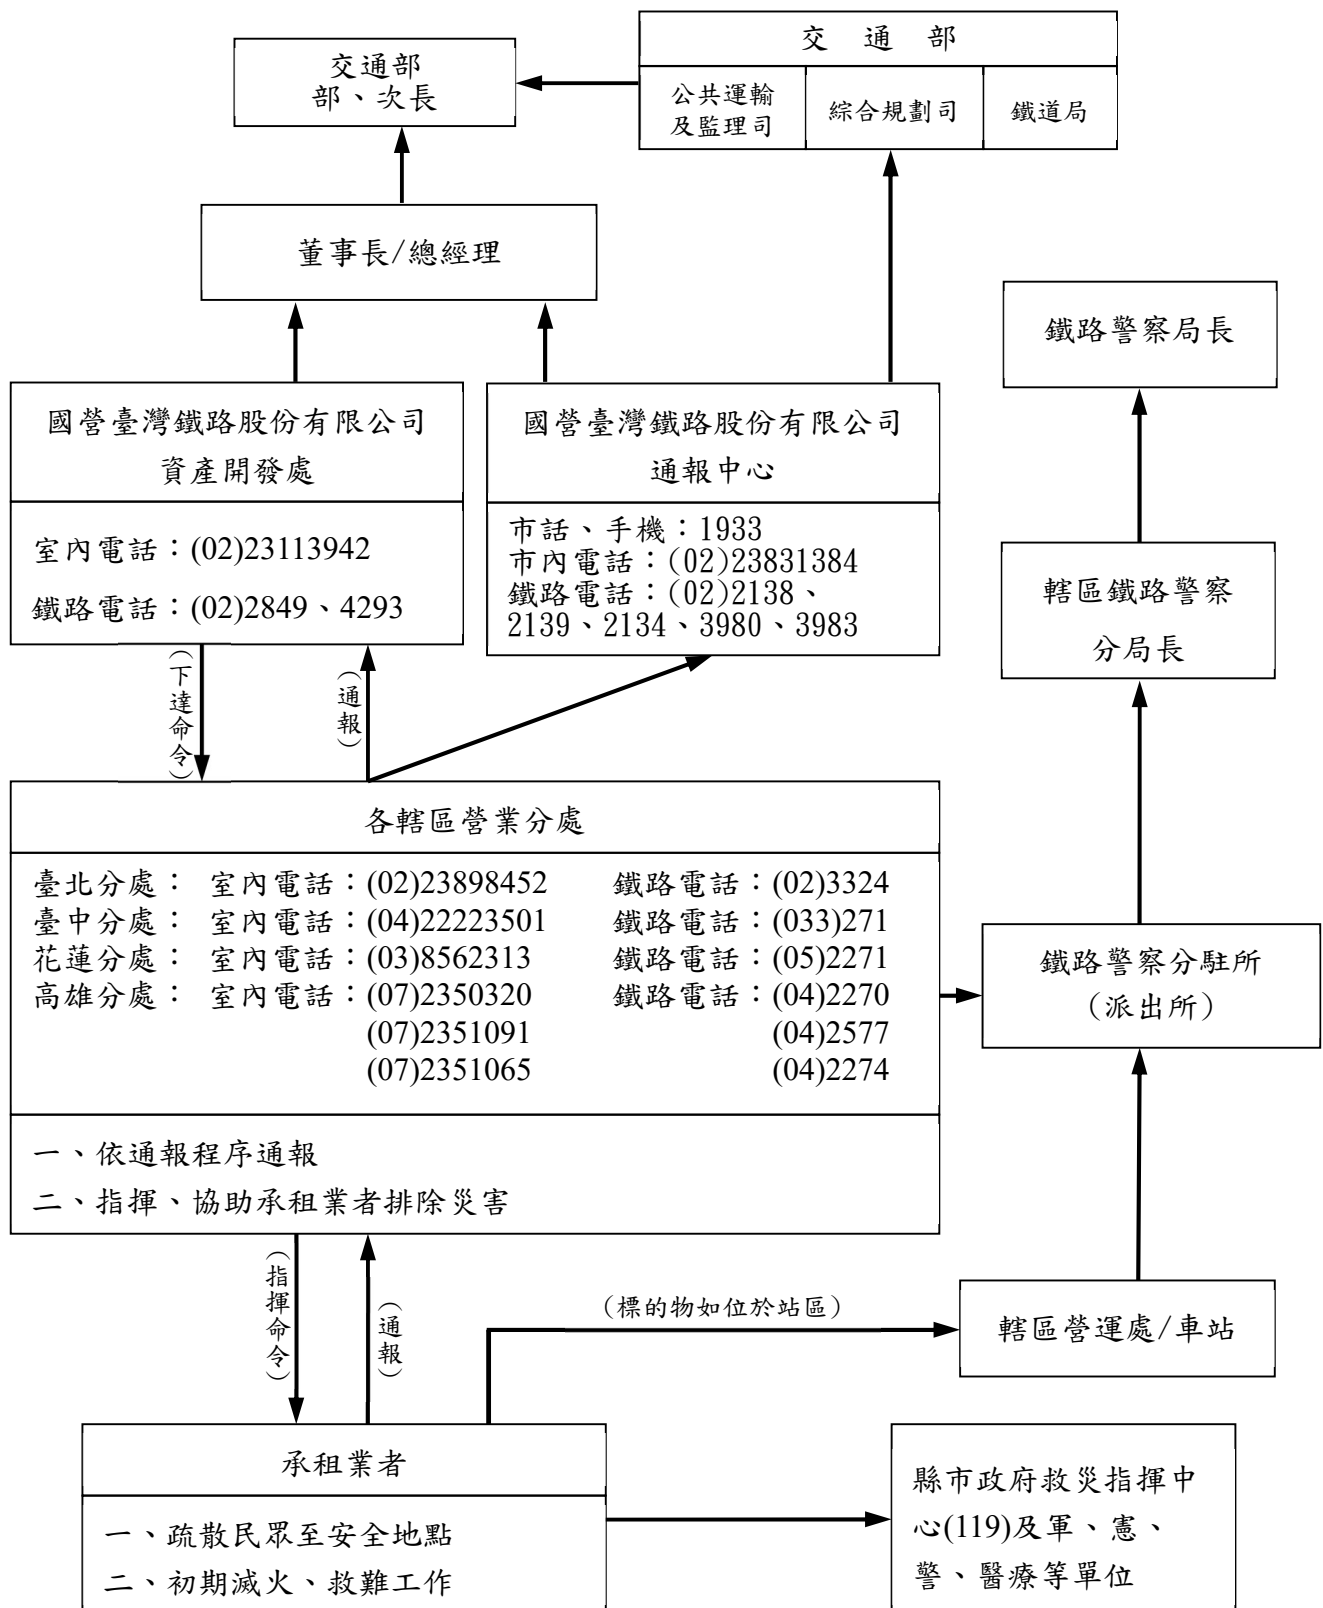 交通部
公共運輸
及監理司
綜合規劃司
鐵道局
交通部
部、次長
董事長/總經理
鐵路警察局長
國營臺灣鐵路股份有限公司
資產開發處
室內電話：(02)23113942
鐵路電話：(02)2849、4293
國營臺灣鐵路股份有限公司
通報中心
市話、手機：1933
市內電話：(02)23831384
鐵路電話：(02)2138、
2139、2134、3980、3983
轄區鐵路警察
分局長
(下達命令)
(通報)
各轄區營業分處
臺北分處： 室內電話：(02)23898452 鐵路電話：(02)3324
臺中分處： 室內電話：(04)22223501 鐵路電話：(033)271
花蓮分處： 室內電話：(03)8562313 鐵路電話：(05)2271
高雄分處： 室內電話：(07)2350320 鐵路電話：(04)2270
(07)2351091 (04)2577
(07)2351065 (04)2274
一、依通報程序通報
二、指揮、協助承租業者排除災害
鐵路警察分駐所
（派出所）
(指揮命令)
(通報)
（標的物如位於站區）
轄區營運處/車站
承租業者
一、疏散民眾至安全地點
二、初期滅火、救難工作
縣市政府救災指揮中
心(119)及軍、憲、
警、醫療等單位